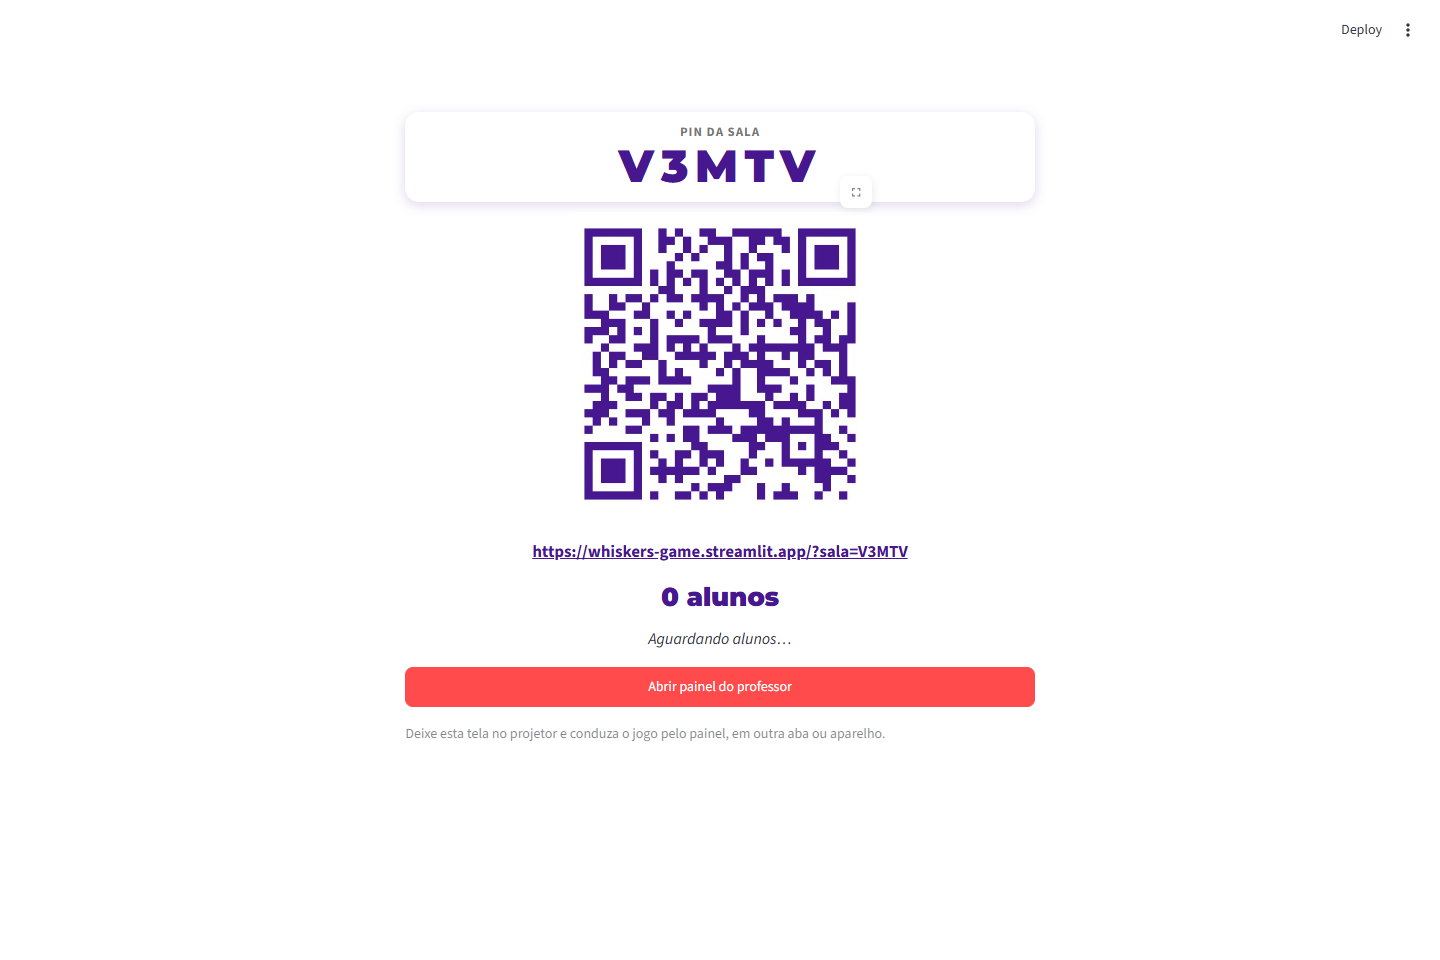 Deploy
PIN DA SALA
V3MTV
https://whiskers-game.streamlit.app/?sala=V3MTV
0 alunos
Aguardando alunos…
Abrir painel do professor
Deixe esta tela no projetor e conduza o jogo pelo painel, em outra aba ou aparelho.